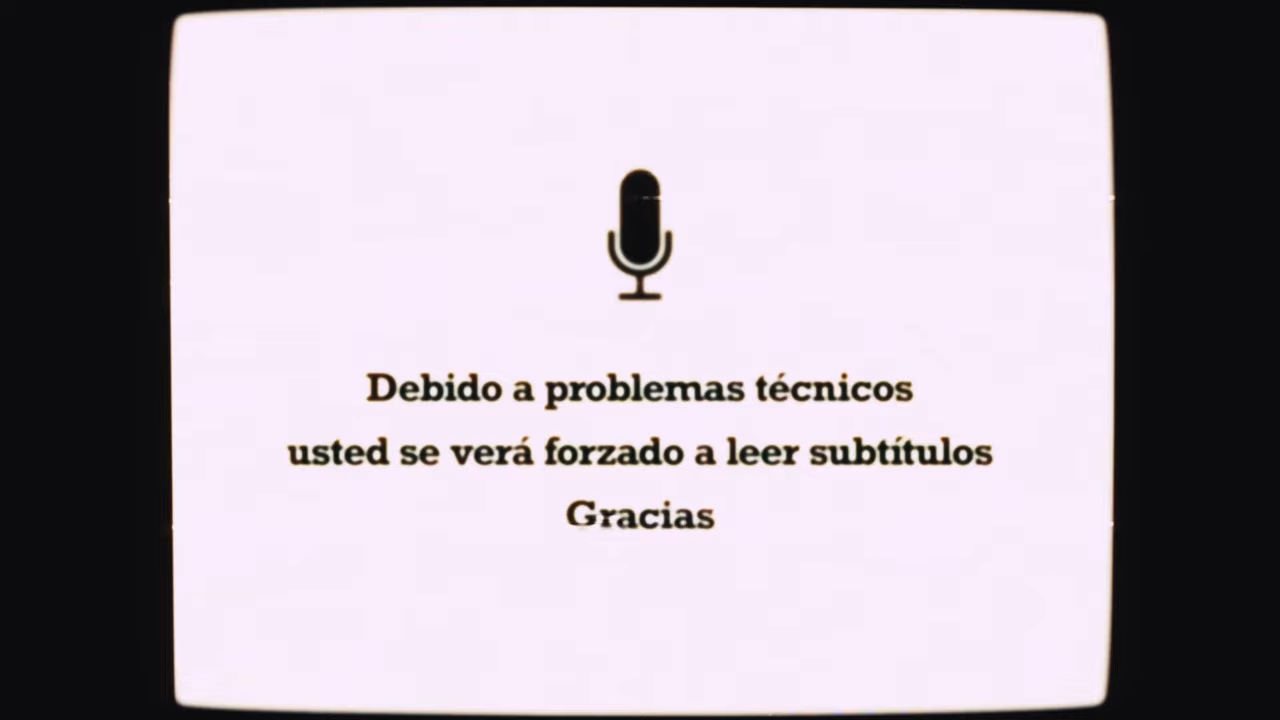 Debido a problemas técnicos
usted se verá forzado a leer subtítulos
Gracias